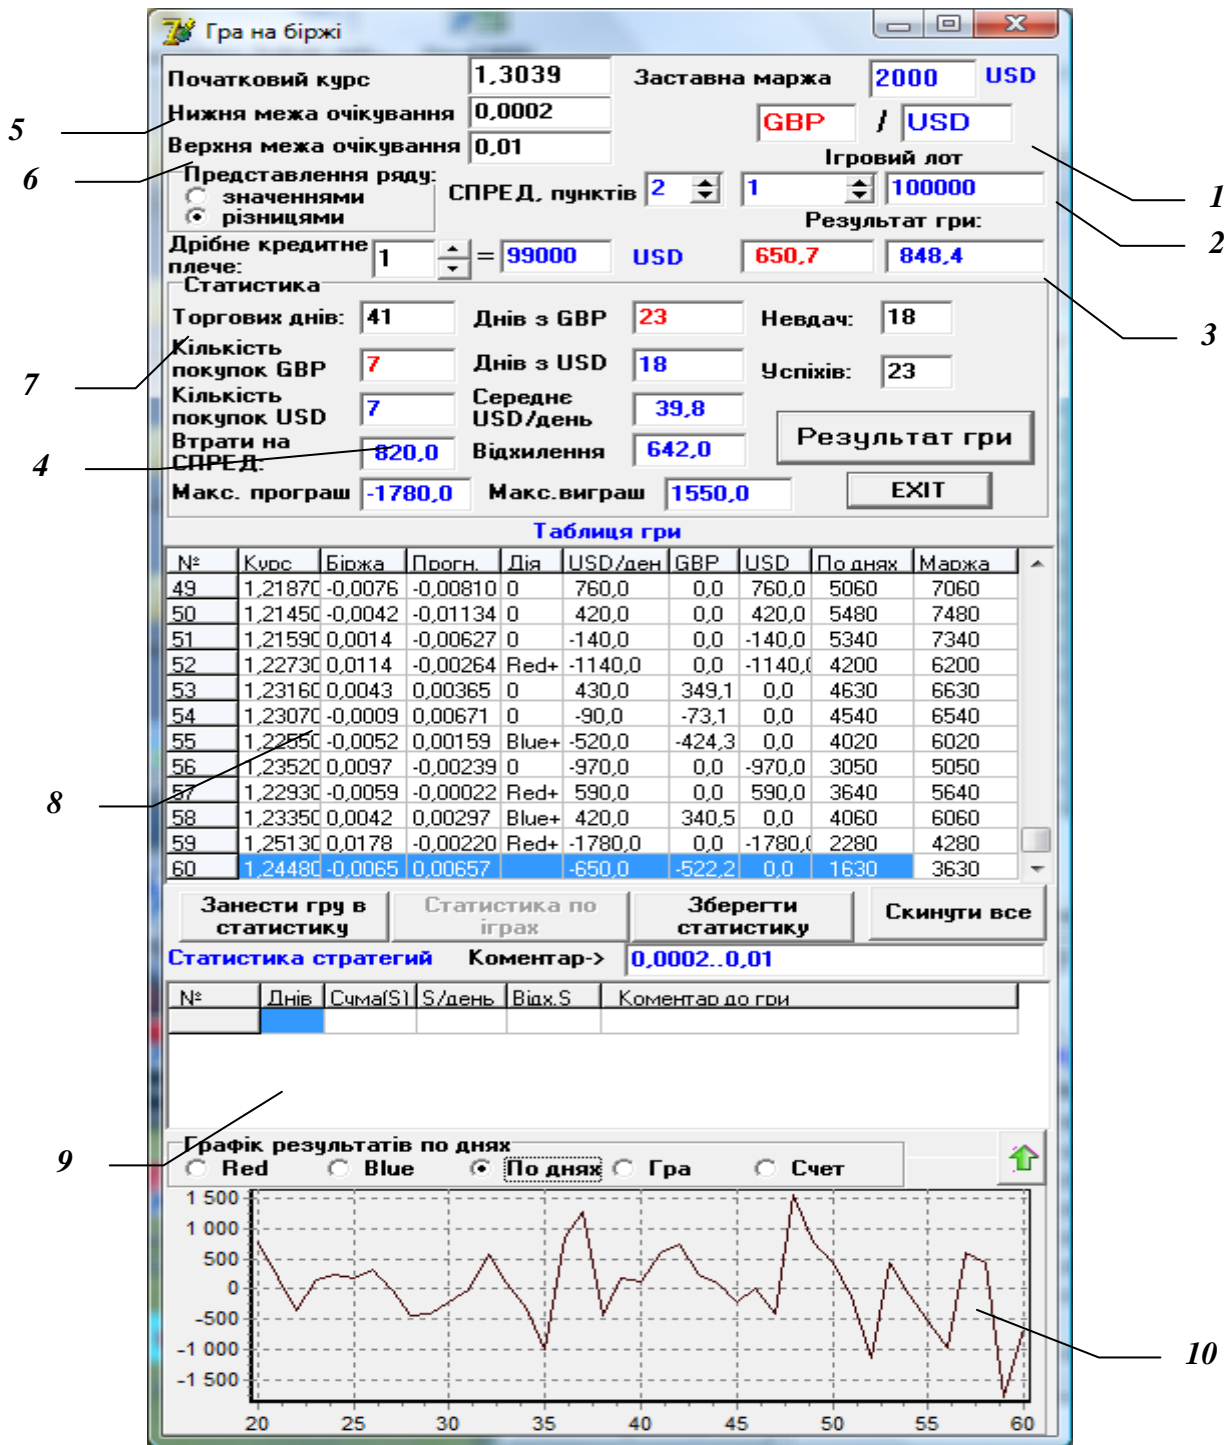 Гра на біржі
Початковий курс 1,3039 Заставна маржа 2000 USD
5 Нижня межа очікування 0,0002 GBP / USD
Верхня межа очікування 0,01 Ігровий лот
6 Представлення ряду:
значеннями СПРЕД, пунктів 2 1 100000 1
різницями Результат гри: 2
Дрібне кредитне
плече: 1 = 99000 USD 650,7 848,4
Статистика
Торгових днів: 41 Днів з GBP 23 Невдач: 18 3
Кількість
покупок GBP 7 Днів з USD 18 Успіхів: 23
7
Кількість
покупок USD 7 Середнє
USD/день 39,8
Результат гри
Втрати на
СПРЕД: 820,0 Відхилення 642,0
4
Макс. програш -1780,0 Макс.виграш 1550,0 EXIT
Таблиця гри
№ Курс Біржа Прогн. Дія USD/ден GBP USD По днях Маржа
49 1,21870 -0,0076 -0,00810 0 760,0 0,0 760,0 5060 7060
50 1,21450 -0,0042 -0,01134 0 420,0 0,0 420,0 5480 7480
51 1,21590 0,0014 -0,00627 0 -140,0 0,0 -140,0 5340 7340
52 1,22730 0,0114 -0,00264 Red+ -1140,0 0,0 -1140,0 4200 6200
53 1,23160 0,0043 0,00365 0 430,0 349,1 0,0 4630 6630
54 1,23070 -0,0009 0,00671 0 -90,0 -73,1 0,0 4540 6540
55 1,22550 -0,0052 0,00159 Blue+ -520,0 -424,3 0,0 4020 6020
56 1,23520 0,0097 -0,00239 0 -970,0 0,0 -970,0 3050 5050
8
57 1,22930 -0,0059 -0,00022 Red+ 590,0 0,0 590,0 3640 5640
58 1,23350 0,0042 0,00297 Blue+ 420,0 340,5 0,0 4060 6060
59 1,25130 0,0178 -0,00220 Red+ -1780,0 0,0 -1780,0 2280 4280
60 1,24480 -0,0065 0,00657 -650,0 -522,2 0,0 1630 3630
Занести гру в
статистику
Статистика по
іграх
Зберегти
статистику
Скинути все
Статистика стратегий Коментар-> 0,0002..0,01
№ Днів Сума(S) S/день Відх.S Коментар до гри
9
Графік результатів по днях
Red Blue По днях Гра Счет
1 500
1 000
500
0
-500
-1 000
-1 500
10
20 25 30 35 40 45 50 55 60